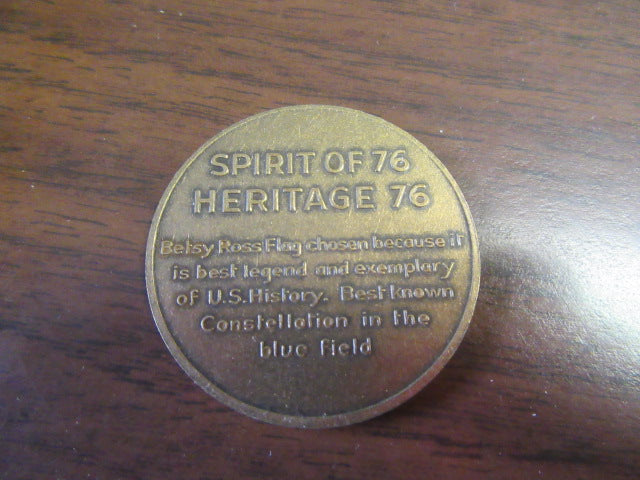 SPIRIT OF 76
HERITAGE 76
Betsy Ross Flag chosen because it
is best legend and exemplary
of U.S. History. Best known
Constellation in the
blue field